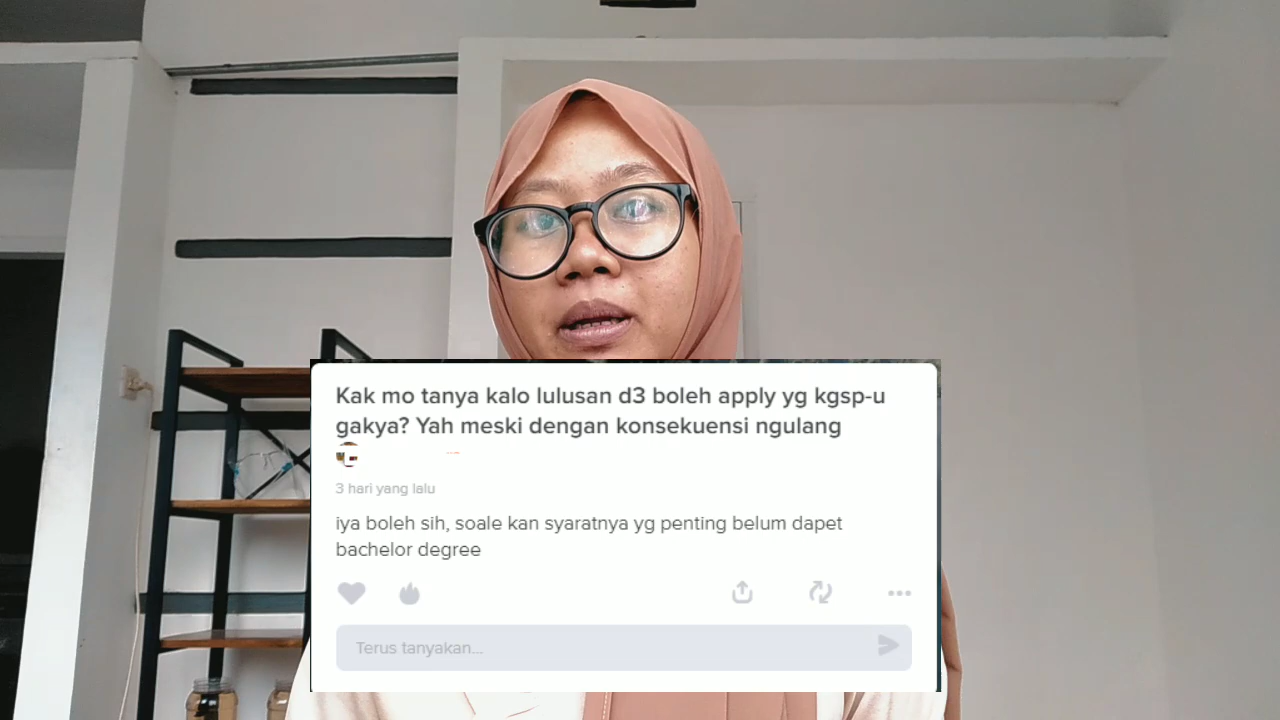 Kak mo tanya kalo lulusan d3 boleh apply yg kgsp-u
gakya? Yah meski dengan konsekuensi ngulang
3 hari yang lalu
iya boleh sih, soale kan syaratnya yg penting belum dapet
bachelor degree
Terus tanyakan...